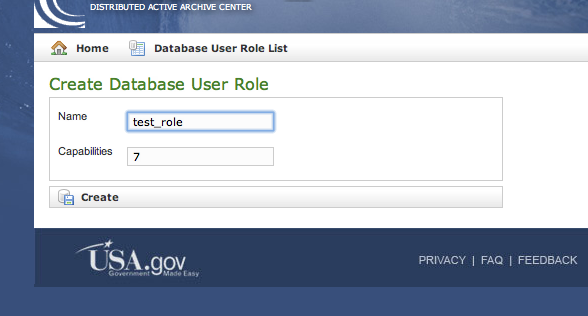 DISTRIBUTED ACTIVE ARCHIVE CENTER
Home Database User Role List
Create Database User Role
Name test_role
Capabilities 7
Create
USA.gov
Government Made Easy
PRIVACY | FAQ | FEEDBACK